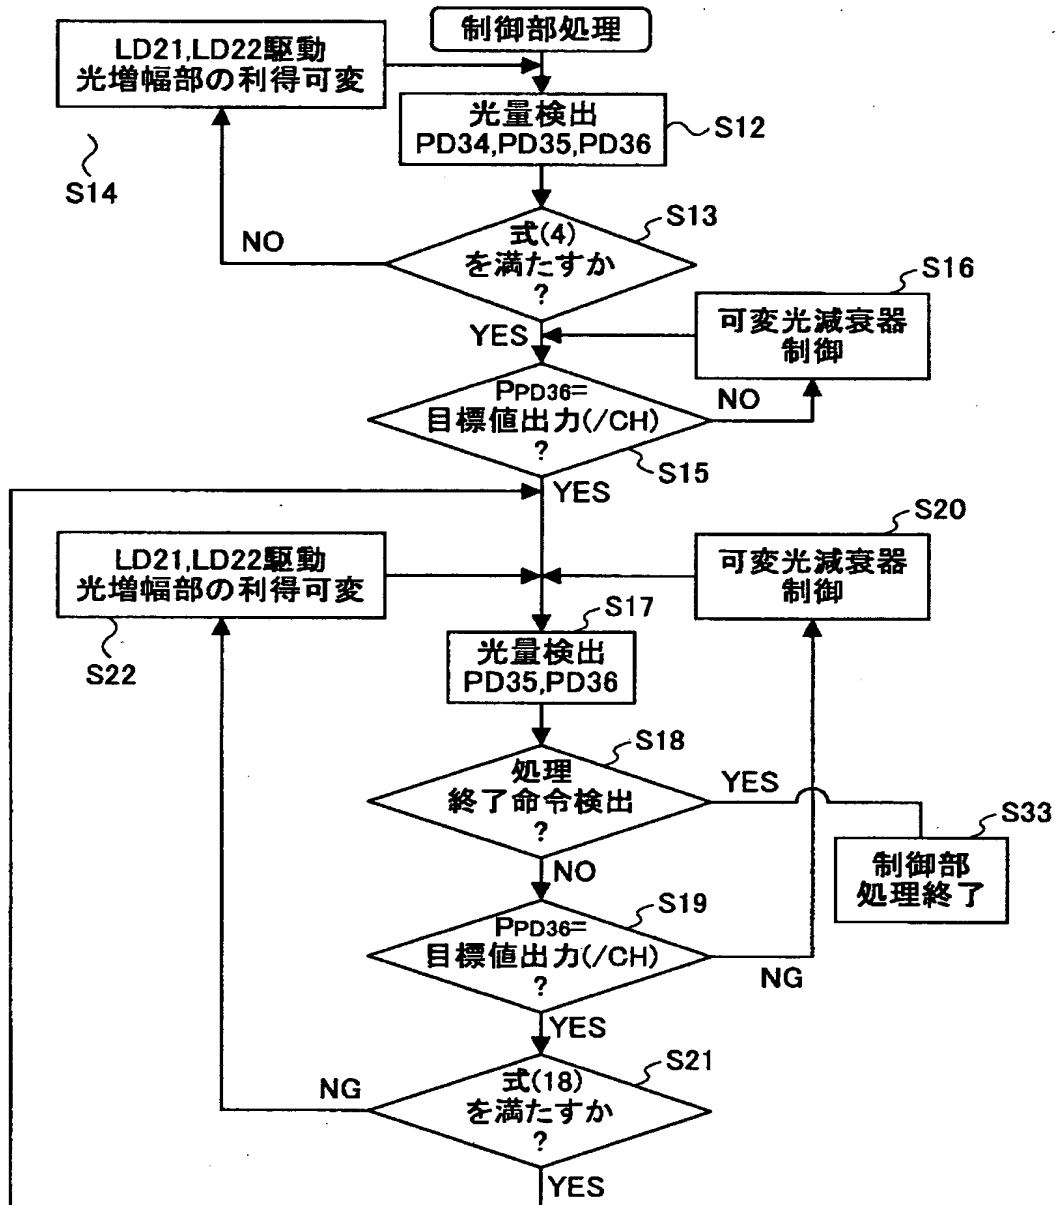 制御部処理
LD21,LD22駆動
光増幅部の利得可変
S14
光量検出
PD34,PD35,PD36
S12
式(4)
を満たすか
?
S13
NO
YES
S16
可変光減衰器
制御
PPD36=
目標値出力(/CH)
?
NO
S15
YES
LD21,LD22駆動
光増幅部の利得可変
S22
S20
可変光減衰器
制御
S17
光量検出
PD35,PD36
S18
処理
終了命令検出
?
YES
S33
制御部
処理終了
NO
S19
PPD36=
目標値出力(/CH)
?
NG
YES
S21
式(18)
を満たすか
?
NG
YES